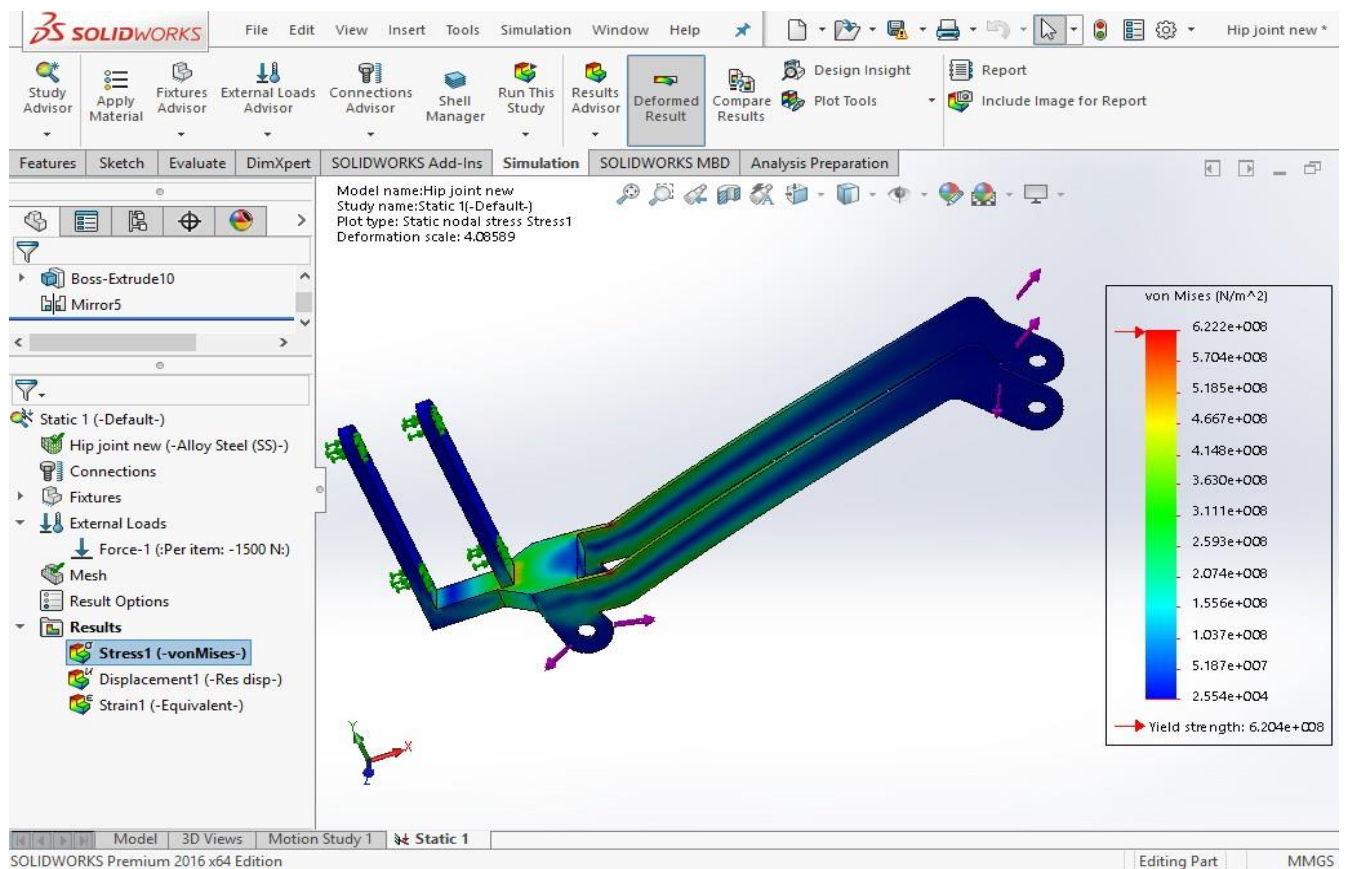 SOLIDWORKS File Edit View Insert Tools Simulation Window Help Hip joint new *
Study Advisor
Apply Material
Fixtures Advisor
External Loads Advisor
Connections Advisor
Shell Manager
Run This Study
Results Advisor
Deformed Result
Compare Results
Design Insight
Plot Tools
Report
Include Image for Report
Features Sketch Evaluate DimXpert SOLIDWORKS Add-Ins Simulation SOLIDWORKS MBD Analysis Preparation
Model name:Hip joint new
Study name:Static 1(-Default-)
Plot type: Static nodal stress Stress1
Deformation scale: 4.08589
Boss-Extrude10
Mirror5
Static 1 (-Default-)
Hip joint new (-Alloy Steel (SS)-)
Connections
Fixtures
External Loads
Force-1 (:Per item: -1500 N:)
Mesh
Result Options
Results
Stress1 (-vonMises-)
Displacement1 (-Res disp-)
Strain1 (-Equivalent-)
von Mises (N/m^2)
6.222e+008
5.704e+008
5.185e+008
4.667e+008
4.148e+008
3.630e+008
3.111e+008
2.593e+008
2.074e+008
1.556e+008
1.037e+008
5.187e+007
2.554e+004
Yield strength: 6.204e+008
Y
X
Z
Model 3D Views Motion Study 1 Static 1
SOLIDWORKS Premium 2016 x64 Edition Editing Part MMGS